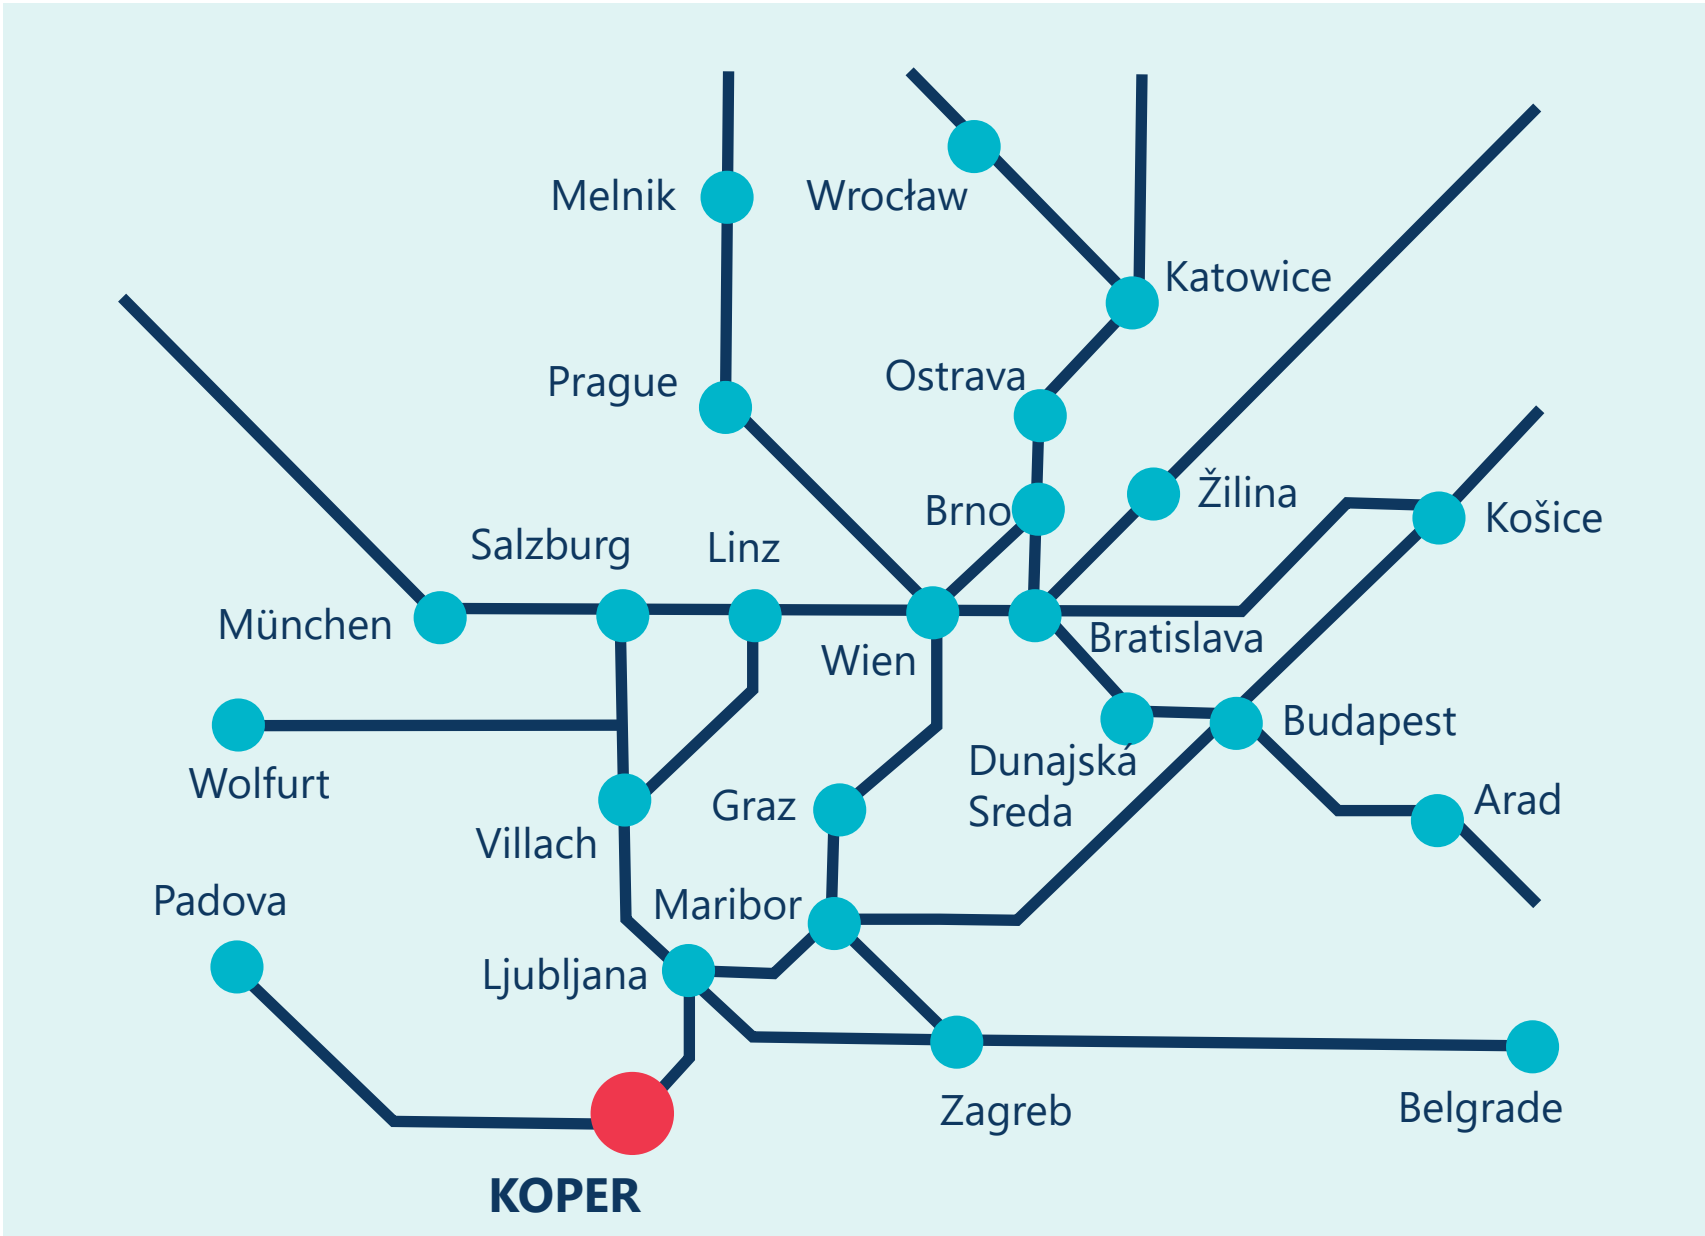 Melnik
Wrocław
Katowice
Prague
Ostrava
Žilina
Brno
Košice
Salzburg
Linz
München
Bratislava
Wien
Budapest
Dunajská
Sreda
Wolfurt
Graz
Arad
Villach
Padova
Maribor
Ljubljana
Zagreb
Belgrade
KOPER